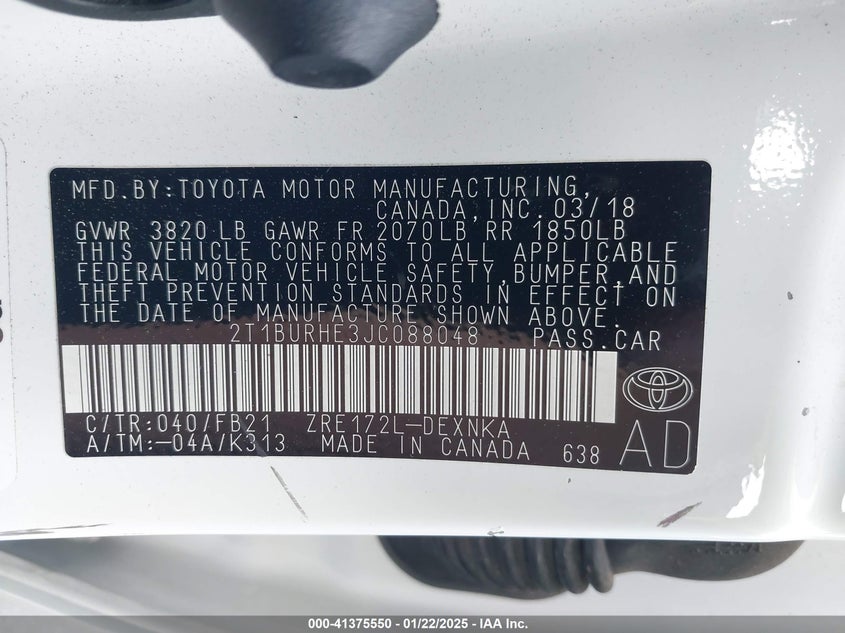 MFD.BY:TOYOTA MOTOR MANUFACTURING,
CANADA,INC. 03/18
GVWR 3820 LB GAWR FR 2070LB RR 1850LB
THIS VEHICLE CONFORMS TO ALL APPLICABLE
FEDERAL MOTOR VEHICLE SAFETY,BUMPER,AND
THEFT PREVENTION STANDARDS IN EFFECT ON
THE DATE OF MANUFACTURE SHOWN ABOVE.
2T1BURHE3JC088048 PASS.CAR
C/TR:040/FB21 ZRE172L-DEXNKA
A/TM:-04A/K313 MADE IN CANADA 638
AD
000-41375550 - 01/22/2025 - IAA Inc.